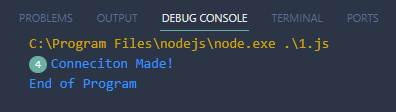 PROBLEMS OUTPUT DEBUG CONSOLE TERMINAL PORTS
C:\Program Files\nodejs\node.exe .\1.js
4 Conneciton Made!
End of Program